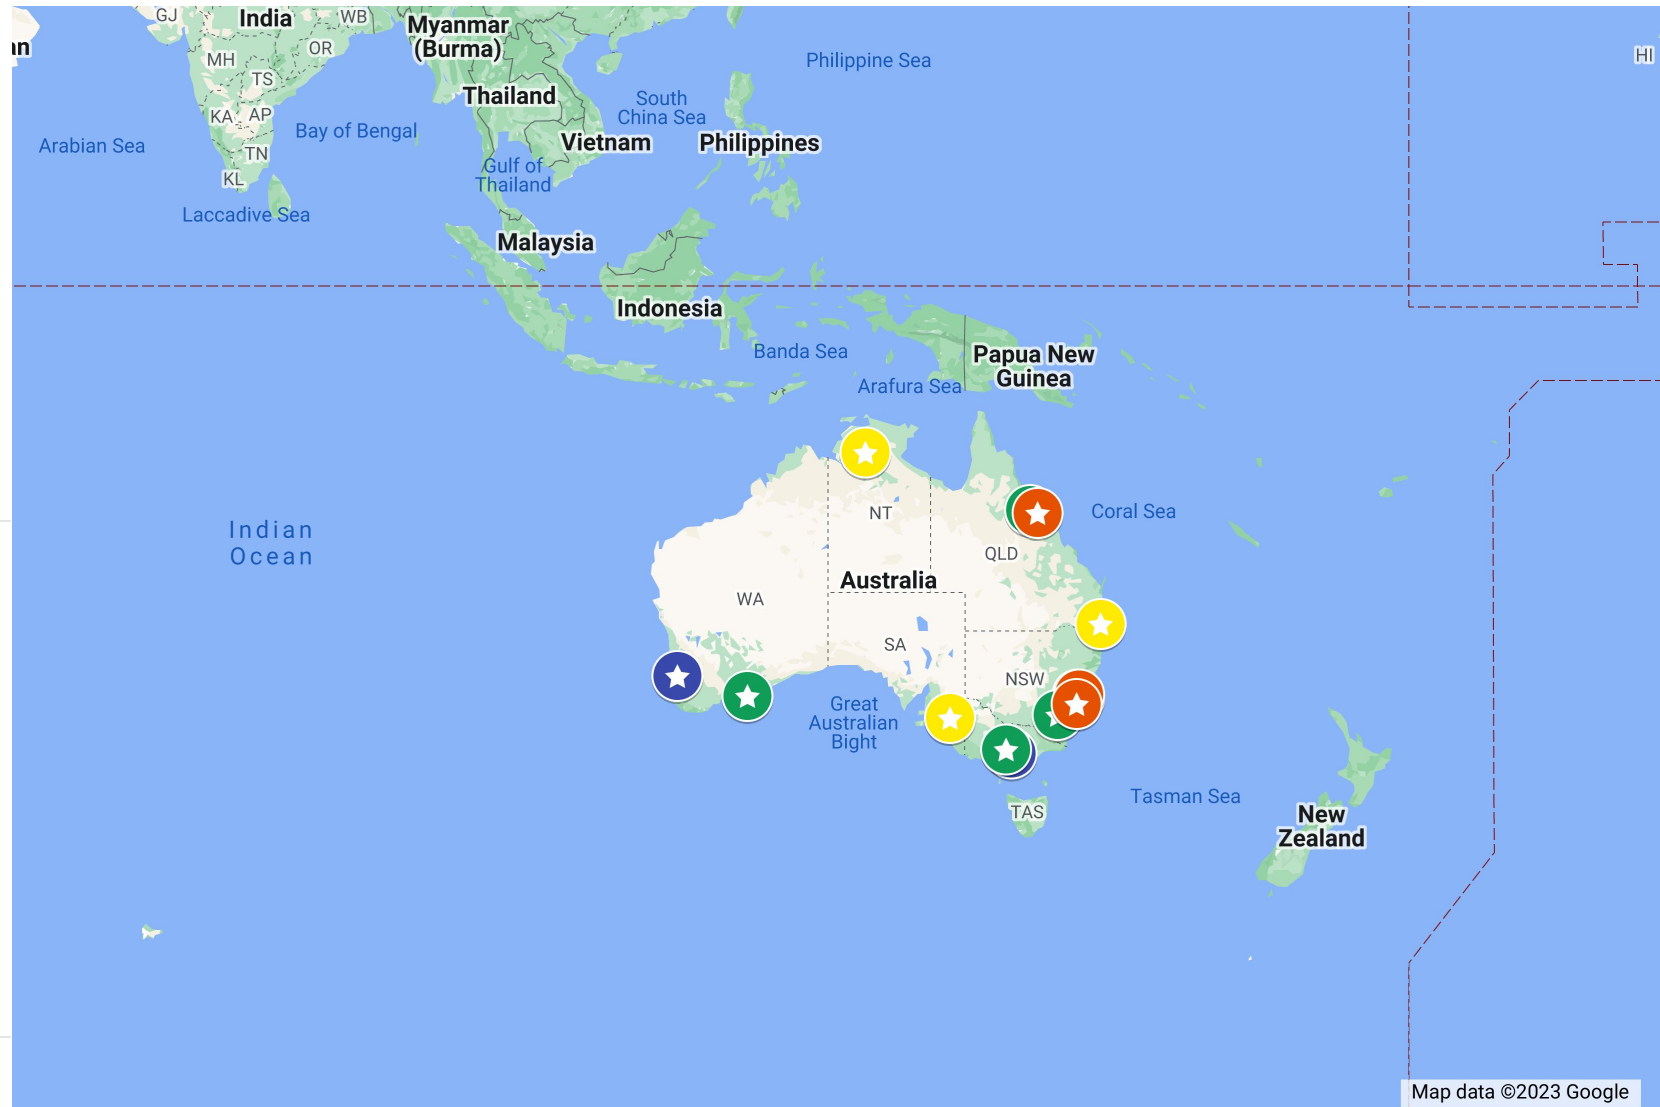 GJ
India
WB
Myanmar
(Burma)
an
MH
OR
TS
Philippine Sea
HI
Thailand
South
China Sea
KA
AP
Bay of Bengal
Arabian Sea
Vietnam
Philippines
TN
Gulf of
Thailand
KL
Laccadive Sea
Malaysia
Indonesia
Banda Sea
Papua New
Guinea
Arafura Sea
Indian
Ocean
NT
Coral Sea
QLD
Australia
WA
SA
NSW
Great
Australian
Bight
Tasman Sea
TAS
New
Zealand
Map data ©2023 Google